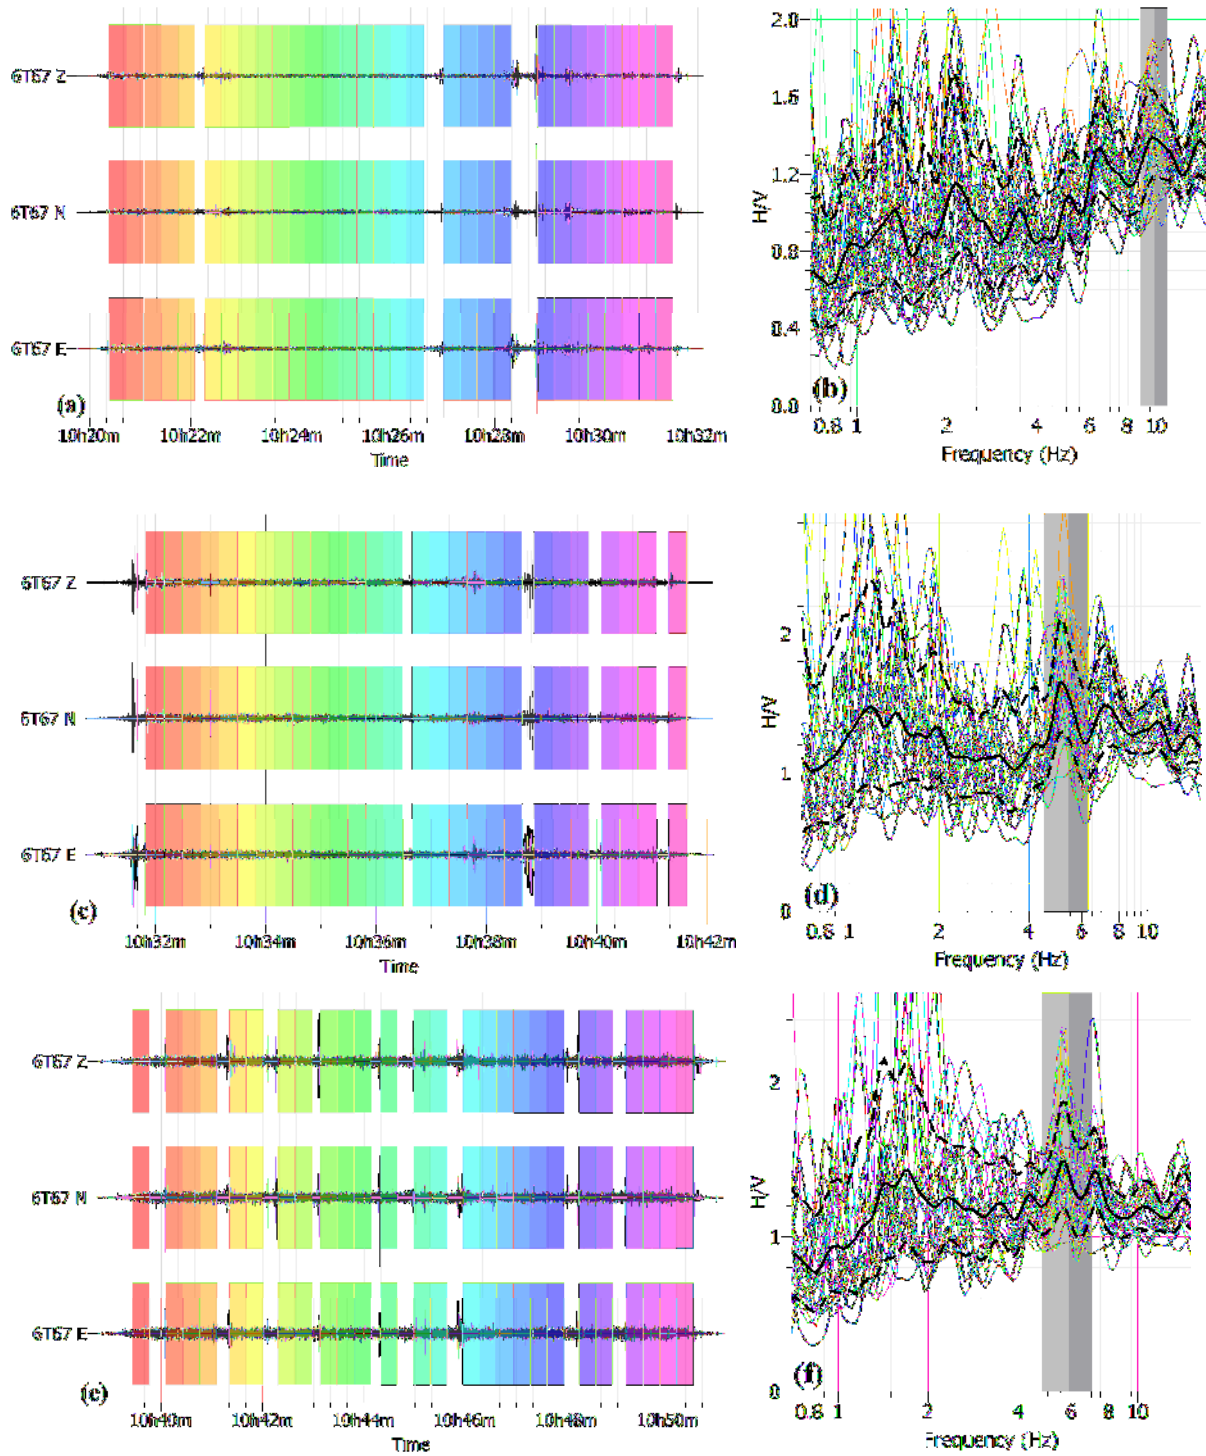 6T67 Z
6T67 N
6T67 E
(a)
10h20m 10h22m 10h24m 10h26m 10h28m 10h30m 10h32m
Time
2.0
1.6
1.2
0.8
0.4
0.0
H/V
(b)
0.8 1 2 4 6 8 10
Frequency (Hz)
6T67 Z
6T67 N
6T67 E
(c)
10h32m 10h34m 10h36m 10h38m 10h40m 10h42m
Time
2
1
0
H/V
(d)
0.8 1 2 4 6 8 10
Frequency (Hz)
6T67 Z
6T67 N
6T67 E
(e)
10h40m 10h42m 10h44m 10h46m 10h48m 10h50m
Time
2
1
0
H/V
(f)
0.8 1 2 4 6 8 10
Frequency (Hz)